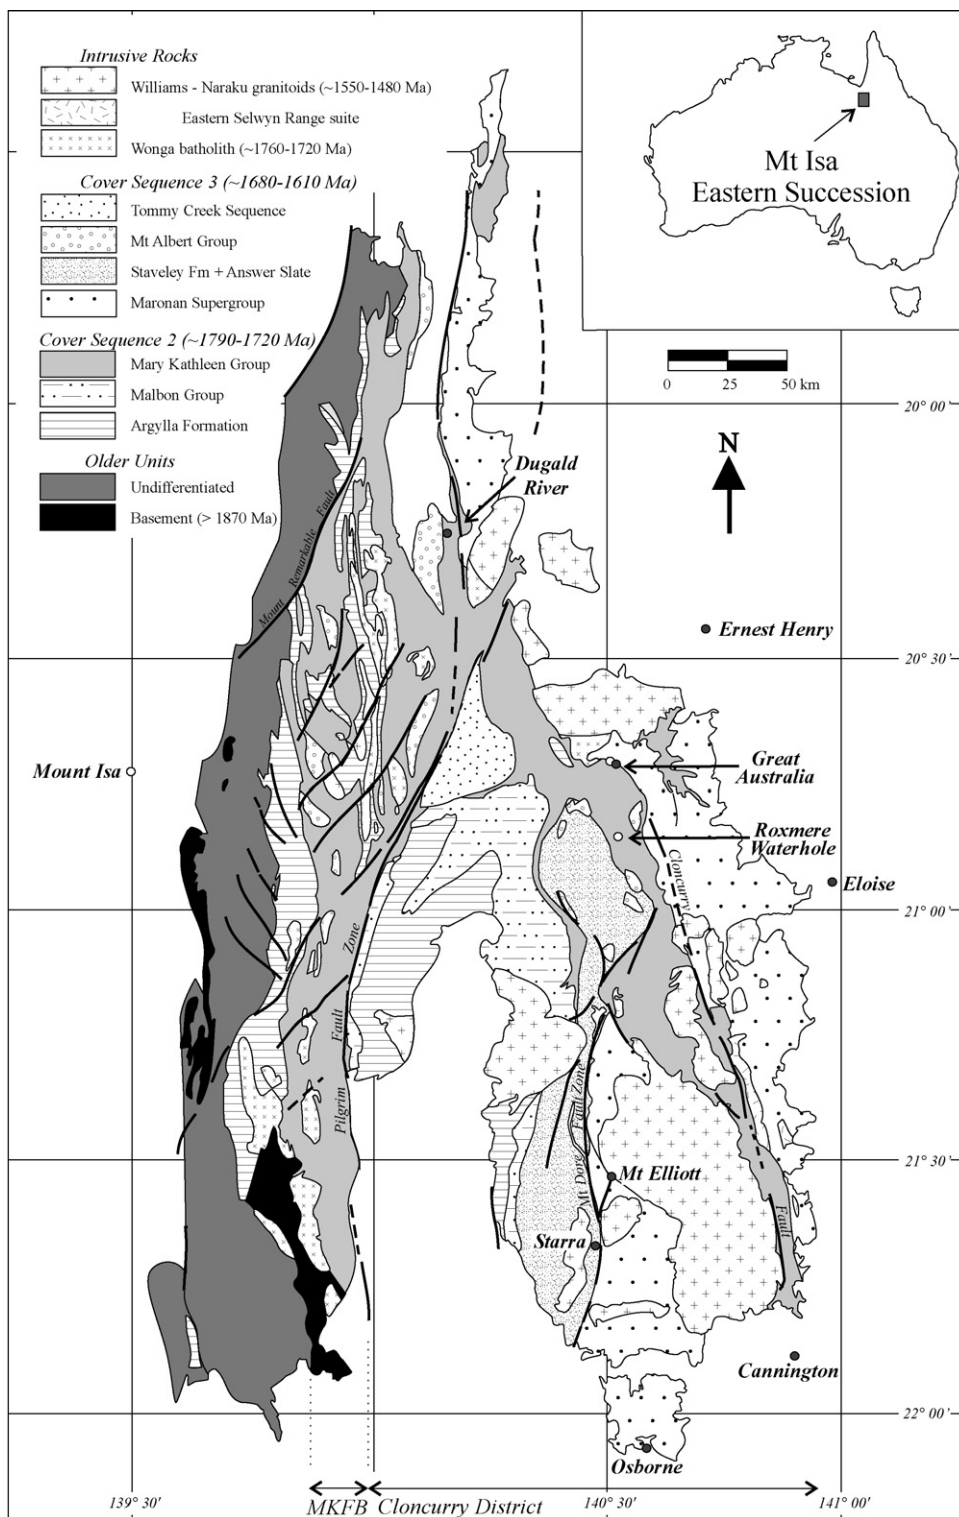 Intrusive Rocks
Williams - Naraku granitoids (~1550-1480 Ma)
Eastern Selwyn Range suite
Wonga batholith (~1760-1720 Ma)
Cover Sequence 3 (~1680-1610 Ma)
Tommy Creek Sequence
Mt Albert Group
Staveley Fm + Answer Slate
Maronan Supergroup
Cover Sequence 2 (~1790-1720 Ma)
Mary Kathleen Group
Malbon Group
Argylla Formation
Older Units
Undifferentiated
Basement (> 1870 Ma)
Mt Isa
Eastern Succession
0 25 50 km
20° 00'
N
Dugald
River
Mount Remarkable Fault
Ernest Henry
20° 30'
Mount Isa
Great
Australia
Roxmere
Waterhole
Cloncurry
Eloise
21° 00'
Pilgrim Fault Zone
Mt Dore Fault Zone
21° 30'
Mt Elliott
Starra
Fault
Cannington
22° 00'
Osborne
139° 30'
MKFB
Cloncurry District
140° 30'
141° 00'